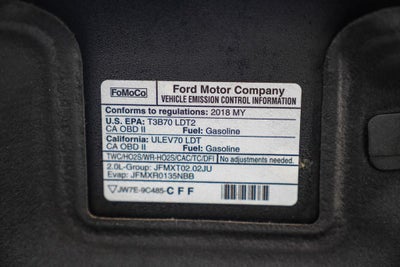 FoMoCo
Ford Motor Company
VEHICLE EMISSION CONTROL INFORMATION
Conforms to regulations: 2018 MY
U.S. EPA: T3B70 LDT2
CA OBD II Fuel: Gasoline
California: ULEV70 LDT
CA OBD II Fuel: Gasoline
TWC/HO2S/WR-HO2S/CAC/TC/DFI No adjustments needed.
2.0L-Group: JFMXT02.02JU
Evap: JFMXR0135NBB
JW7E-9C485-CFF